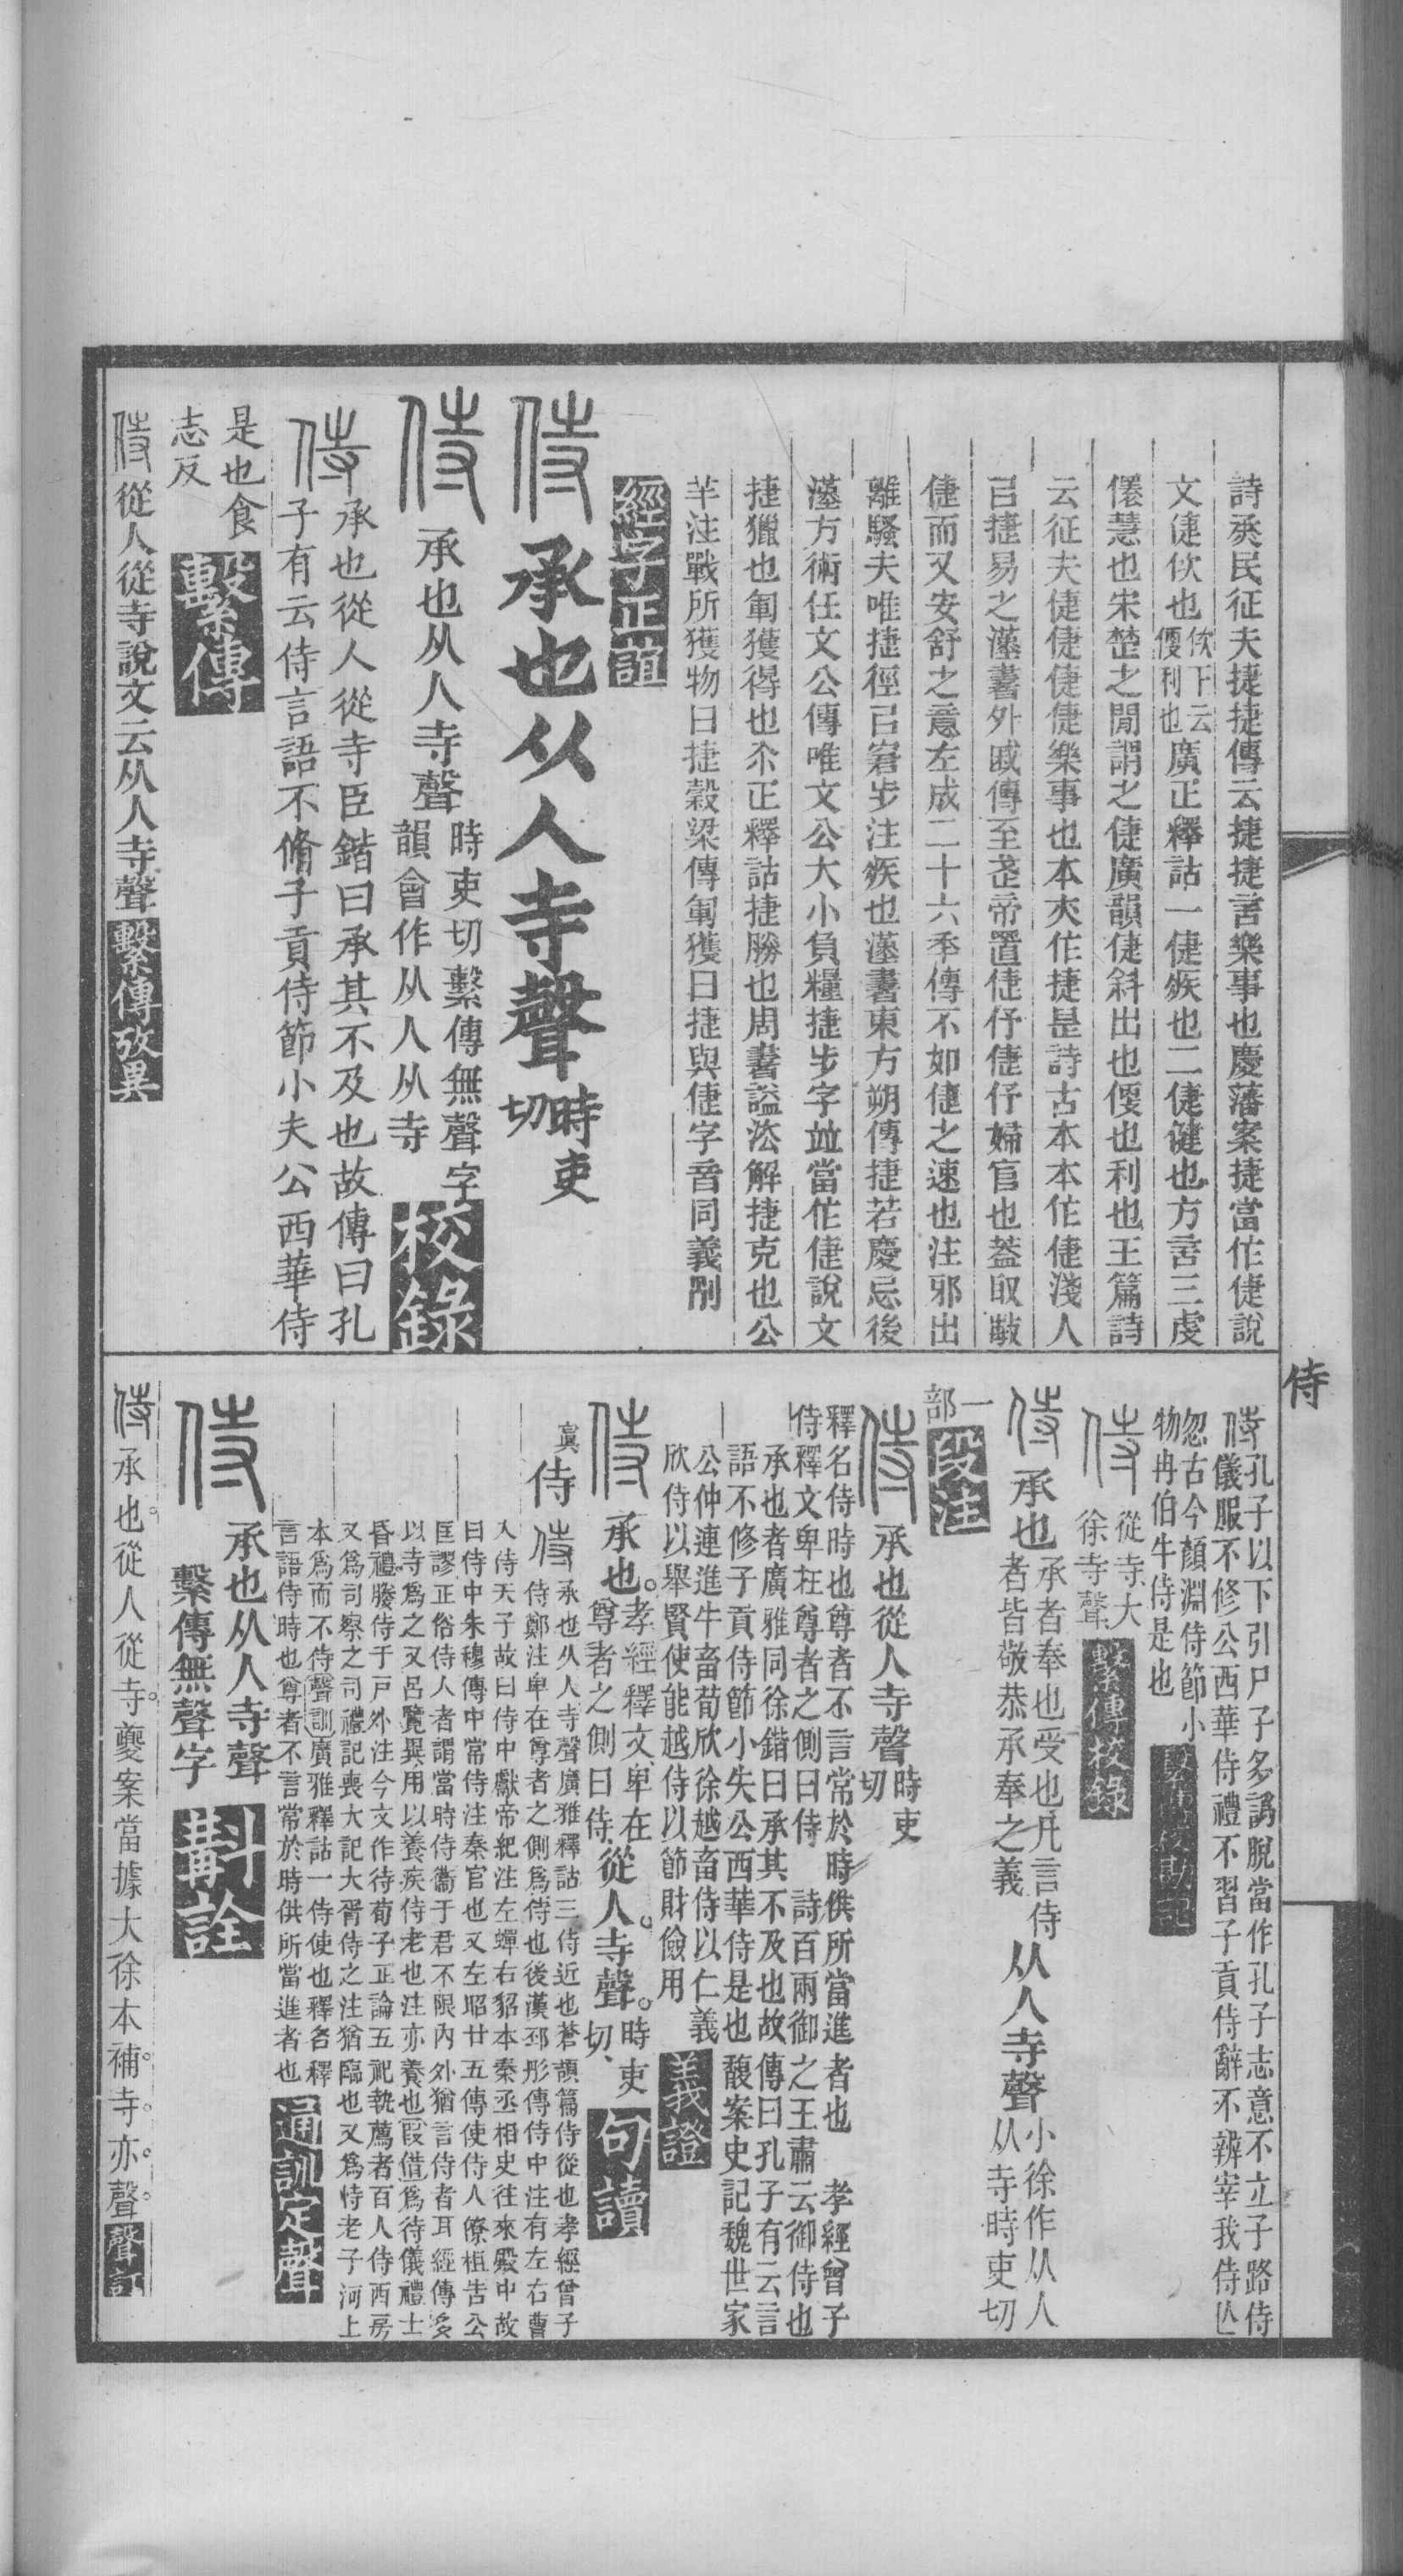 詩烝民征夫捷捷傳云捷捷言樂事也慶藩案捷當作倢說
文倢佽也佽下云
便利也廣疋釋詁一倢疾也二倢健也方言三虔
儇慧也宋楚之閒謂之倢廣韻倢斜出也便也利也玉篇詩
云征夫倢倢倢倢樂事也本亦作捷是詩古本本作倢淺人
㠯捷易之漢書外戚傳至武帝置倢伃倢伃婦官也葢取
倢而又安舒之意左成二十六年傳不如倢之速也注邪出
離騷夫唯捷徑㠯窘步注疾也漢書東方朔傳捷若慶忌後
漢方術任文公傳唯文公大小負糧捷步字竝當作倢說文
捷獵也軍獲得也尒疋釋詁捷勝也周書謚法解捷克也公
羊注戰所獲物曰捷穀梁傳軍獲曰捷與倢字音同義別
經字正誼
侍 承也从人寺聲時吏
切
侍 承也从人寺聲時吏切繫傳無聲字
韻會作从人从寺 校錄
侍 承也從人從寺臣鍇曰承其不及也故傳曰孔
子有云侍言語不脩子貢侍節小夫公西華侍
是也食
志反 繫傳
侍從人從寺說文云从人寺聲 繫傳攷異
侍
侍孔子以下引尸子多譌脫當作孔子志意不立子路侍
儀服不修公西華侍禮不習子貢侍辭不辨宰我侍亾
忽古今顏淵侍節小
物冉伯牛侍是也
侍 從寺大
徐寺聲 繫傳校錄
侍 承也承者奉也受也凡言侍
者皆敬恭承奉之義从人寺聲小徐作从人
从寺時吏切
一
部 段注
侍 承也從人寺聲時吏
切
釋名侍時也尊者不言常於時供所當進者也 孝經曾子
侍釋文卑在尊者之側曰侍 詩百兩御之王肅云御侍也
承也者廣雅同徐鍇曰承其不及也故傳曰孔子有云言
語不修子貢侍節小失公西華侍是也 馥案史記魏世家
公仲連進牛畜荀欣徐越畜侍以仁義
欣侍以舉賢使能越侍以節財儉用 義證
侍 承也。孝經釋文、卑在
尊者之側曰侍、從人。寺聲。時吏
切、 句讀
侍 承也从人寺聲廣雅釋詁三侍近也蒼頡篇侍從也孝經曾子
侍鄭注卑在尊者之側爲侍也後漢邳彤傳侍中注有左右曹
入侍天子故曰侍中獻帝紀注左蟬右貂本秦丞相史往來殿中故
曰侍中朱穆傳中常侍注秦官也又左昭廿五傳使侍人僚柤告公
匡謬正俗侍人者謂當時侍衞于君不限內外猶言侍者耳經傳多
以寺爲之又呂覽異用以養疾侍老也注亦養也叚借爲待儀禮士
昏禮媵侍于戶外注今文作待荀子正論五祀執薦者百人侍西房
又爲司察之司禮記喪大記大胥侍之注猶臨也又爲恃老子河上
本爲而不侍聲訓廣雅釋詁一侍使也釋名釋
言語侍時也尊者不言常於時供所當進者也 通訓定聲
侍 承也从人寺聲
繫傳無聲字 斠詮
侍承也。從人從寺。夔案當據大徐本補。寺。亦。聲。 聲訂